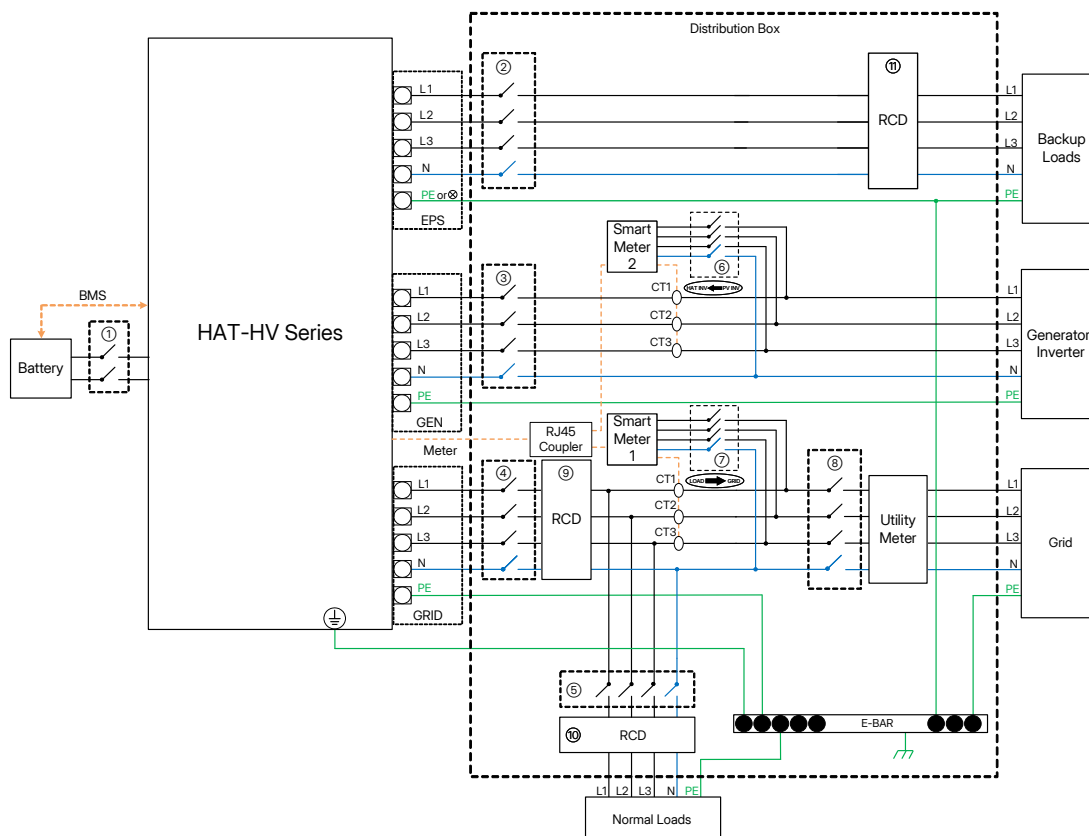 Distribution Box
②
⑪
L1
L1
RCD
L2
L2
Backup
Loads
L3
L3
N
N
PE or⊗
PE
EPS
Smart
Meter
2
③
⑥
BMS
L1
CT1
HAT INV PV INV
L1
①
HAT-HV Series
L2
CT2
L2
Generator
Inverter
L3
CT3
L3
Battery
N
N
PE
PE
GEN
Smart
Meter
1
Meter
RJ45
Coupler
⑦
④
⑨
⑧
L1
CT1
LOAD GRID
L1
L2
RCD
CT2
Utility
Meter
L2
L3
CT3
L3
Grid
N
N
PE
PE
GRID
⑤
E-BAR
⑩
RCD
L1 L2 L3 N PE
Normal Loads